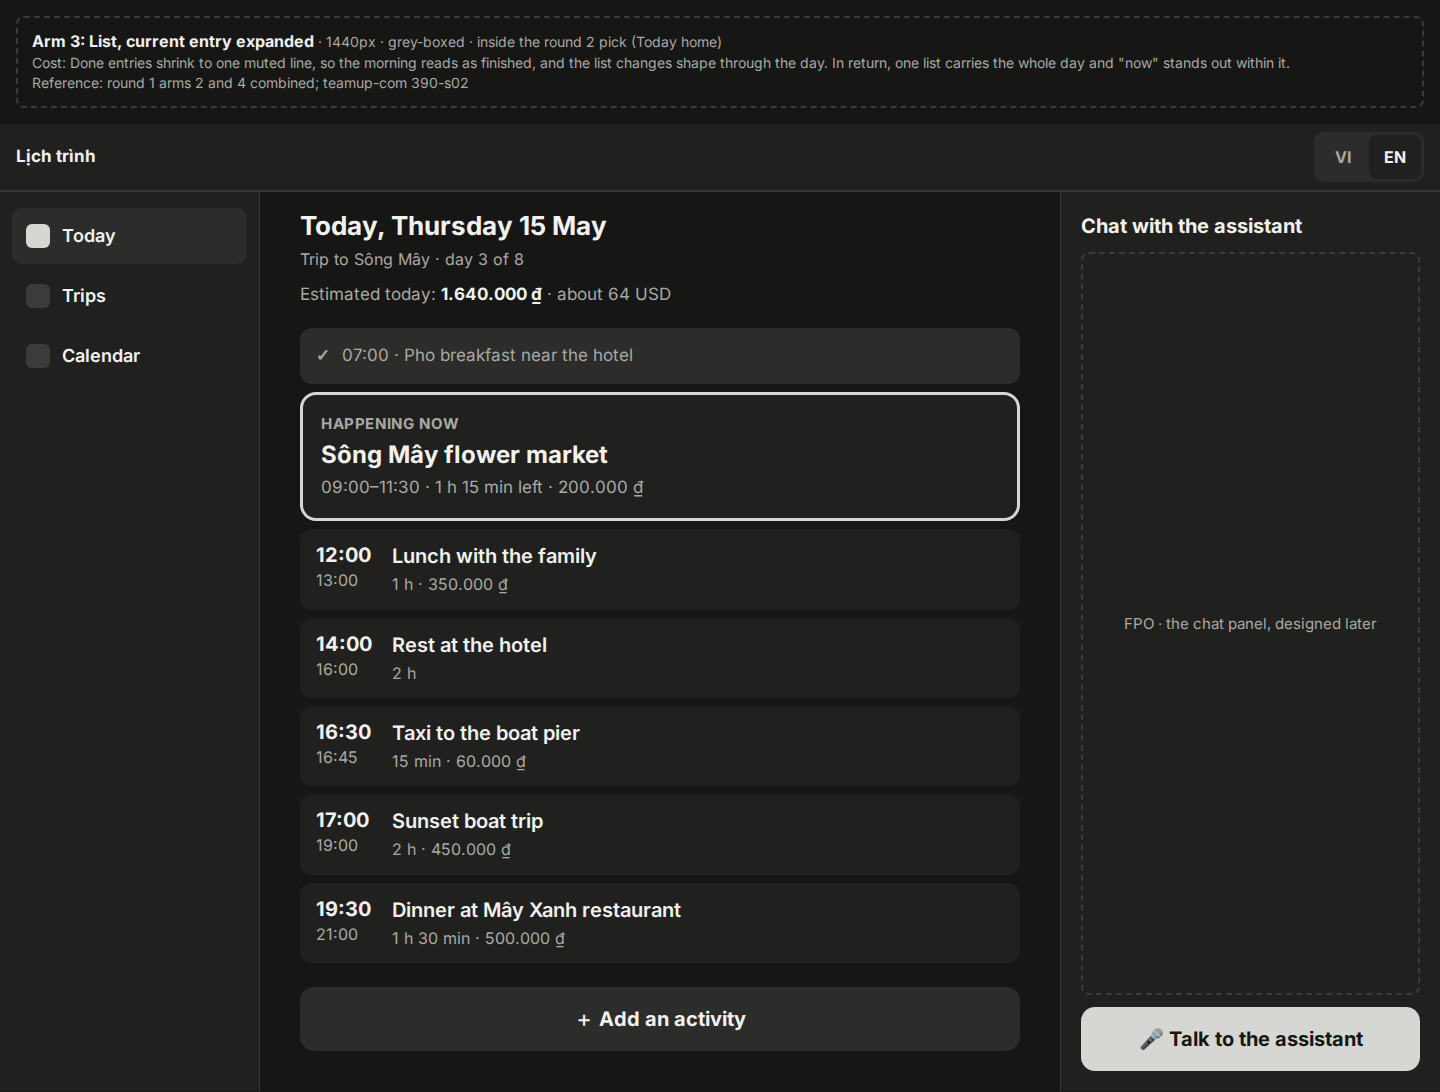 Arm 3: List, current entry expanded · 1440px · grey-boxed · inside the round 2 pick (Today home)
Cost: Done entries shrink to one muted line, so the morning reads as finished, and the list changes shape through the day. In return, one list carries the whole day and "now" stands out within it.
Reference: round 1 arms 2 and 4 combined; teamup-com 390-s02
Lịch trình
VI
EN
Today
Trips
Calendar
Today, Thursday 15 May
Trip to Sông Mây · day 3 of 8
Estimated today: 1.640.000 ₫ · about 64 USD
✓ 07:00 · Pho breakfast near the hotel
HAPPENING NOW
Sông Mây flower market
09:00–11:30 · 1 h 15 min left · 200.000 ₫
12:00 Lunch with the family
13:00 1 h · 350.000 ₫
14:00 Rest at the hotel
16:00 2 h
16:30 Taxi to the boat pier
16:45 15 min · 60.000 ₫
17:00 Sunset boat trip
19:00 2 h · 450.000 ₫
19:30 Dinner at Mây Xanh restaurant
21:00 1 h 30 min · 500.000 ₫
+ Add an activity
Chat with the assistant
FPO · the chat panel, designed later
🎤 Talk to the assistant